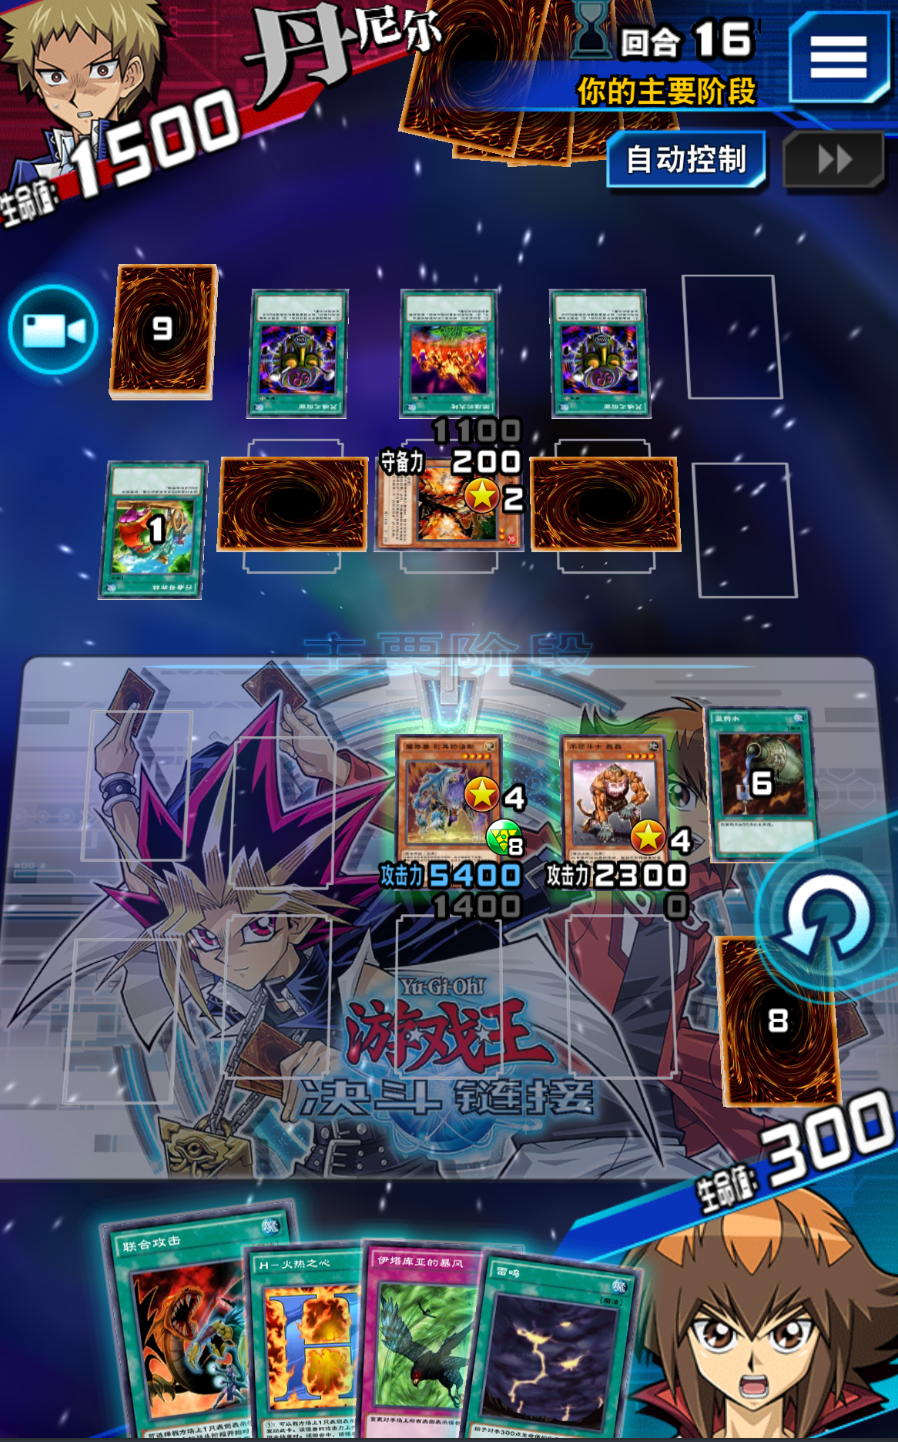 丹尼尔
回合 16
你的主要阶段
生命值: 1500
自动控制
9
1100
守备力 200
2
1
主要阶段
4
8
4
6
攻击力 5400
攻击力 2300
1400
0
Yu-Gi-Oh!
游戏王
决斗链接
8
生命值: 300
联合攻击
H-火热之心
伊塔库亚的暴风
雷鸣